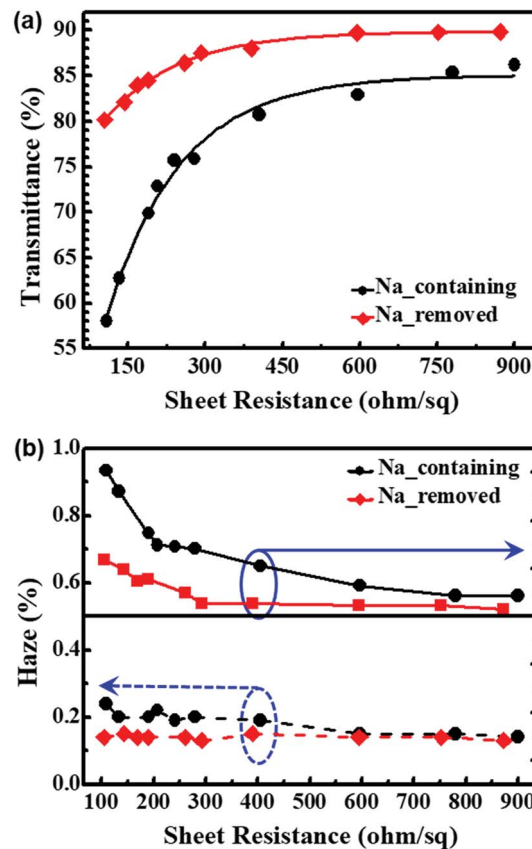 (a)
90
85
80
75
70
65
60
55
Transmittance (%)
Na_containing
Na_removed
150 300 450 600 750 900
Sheet Resistance (ohm/sq)
(b)
1.0
0.8
0.6
0.4
0.2
0.0
Haze (%)
Na_containing
Na_removed
100 200 300 400 500 600 700 800 900
Sheet Resistance (ohm/sq)